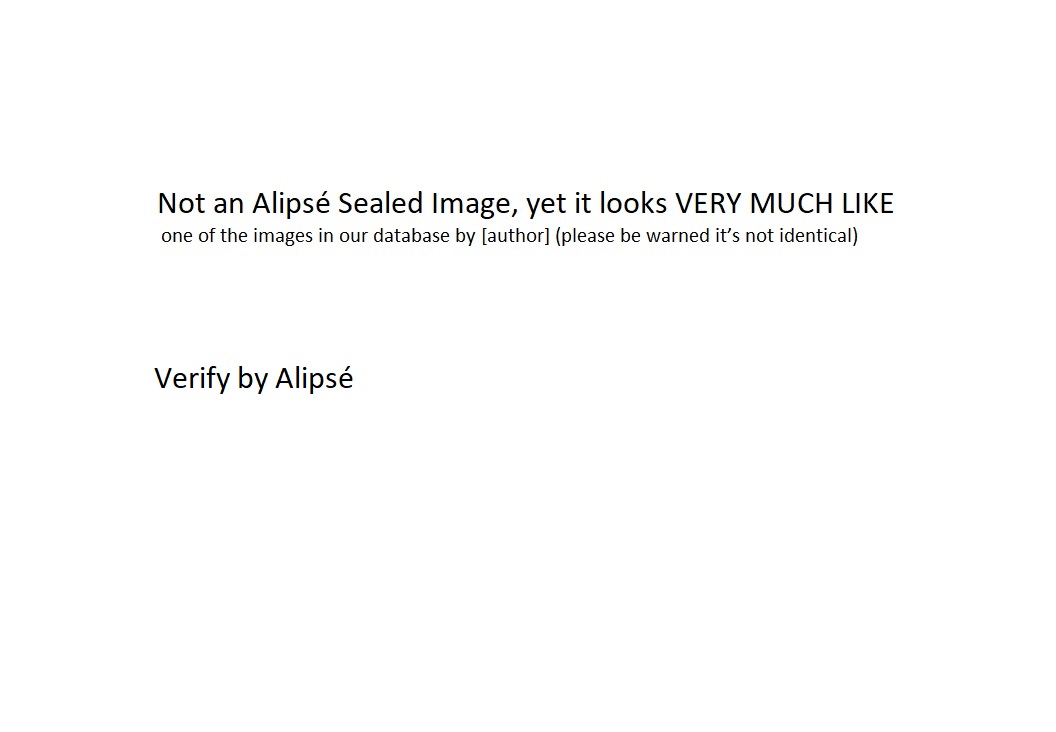 Not an Alipsé Sealed Image, yet it looks VERY MUCH LIKE
one of the images in our database by [author] (please be warned it’s not identical)
Verify by Alipsé